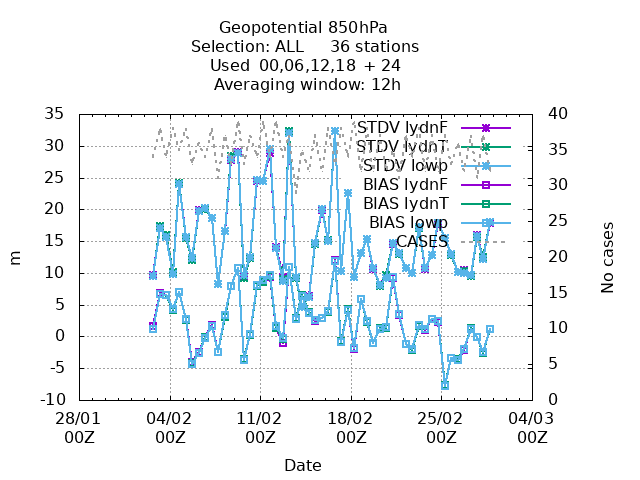 Geopotential 850hPa
Selection: ALL 36 stations
Used 00,06,12,18 + 24
Averaging window: 12h
35
30
25
20
15
10
5
0
-5
-10
m
40
35
30
25
20
15
10
5
0
No cases
STDV lydnF
STDV lydnT
STDV lowp
BIAS lydnF
BIAS lydnT
BIAS lowp
CASES
28/01 04/02 11/02 18/02 25/02 04/03
00Z 00Z 00Z 00Z 00Z 00Z
Date